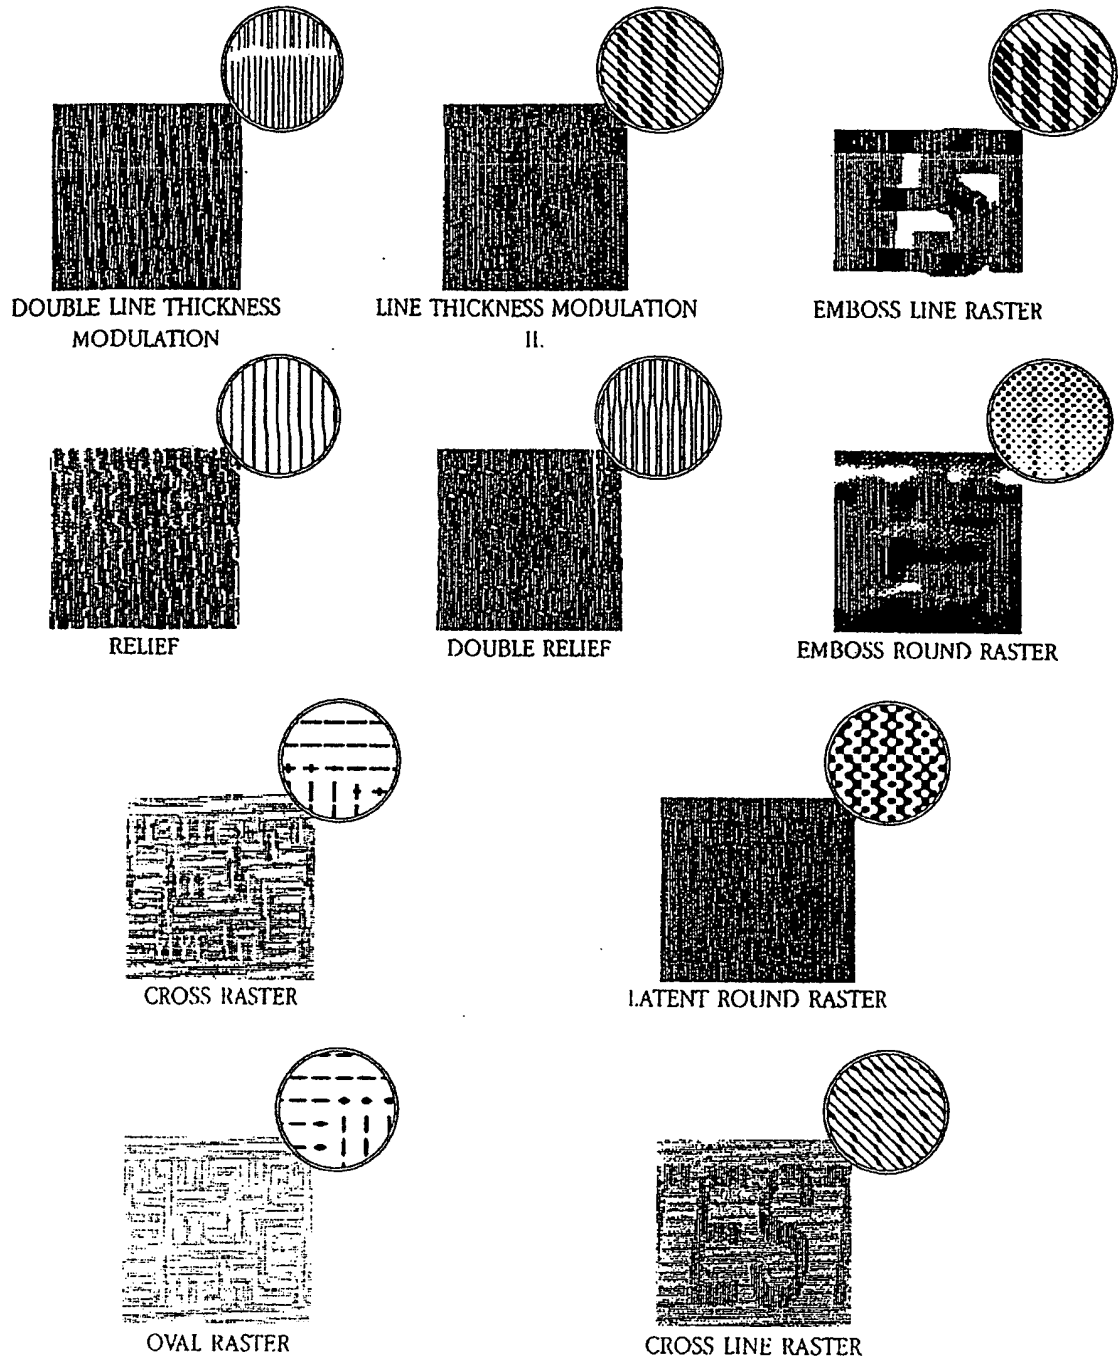 DOUBLE LINE THICKNESS
MODULATION
LINE THICKNESS MODULATION
II.
EMBOSS LINE RASTER
RELIEF
DOUBLE RELIEF
EMBOSS ROUND RASTER
CROSS RASTER
LATENT ROUND RASTER
OVAL RASTER
CROSS LINE RASTER